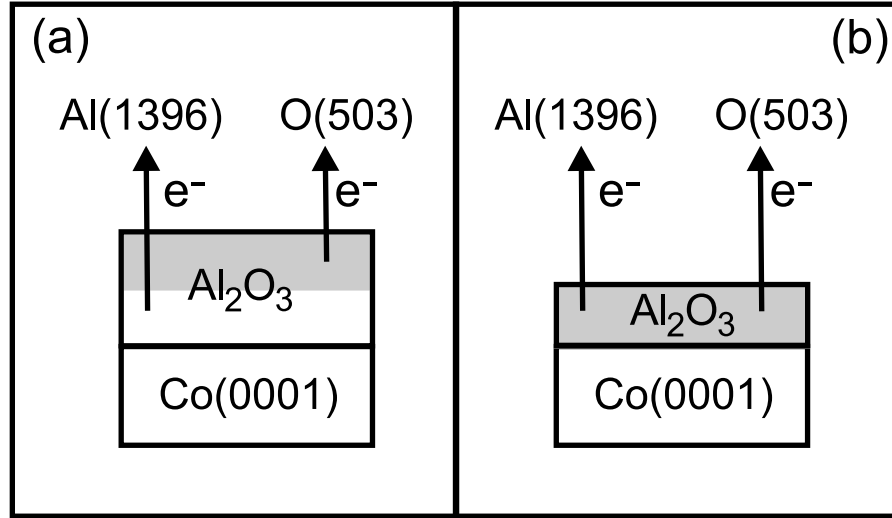 (a)
Al(1396) O(503)
e⁻ e⁻
Al₂O₃
Co(0001)
(b)
Al(1396) O(503)
e⁻ e⁻
Al₂O₃
Co(0001)